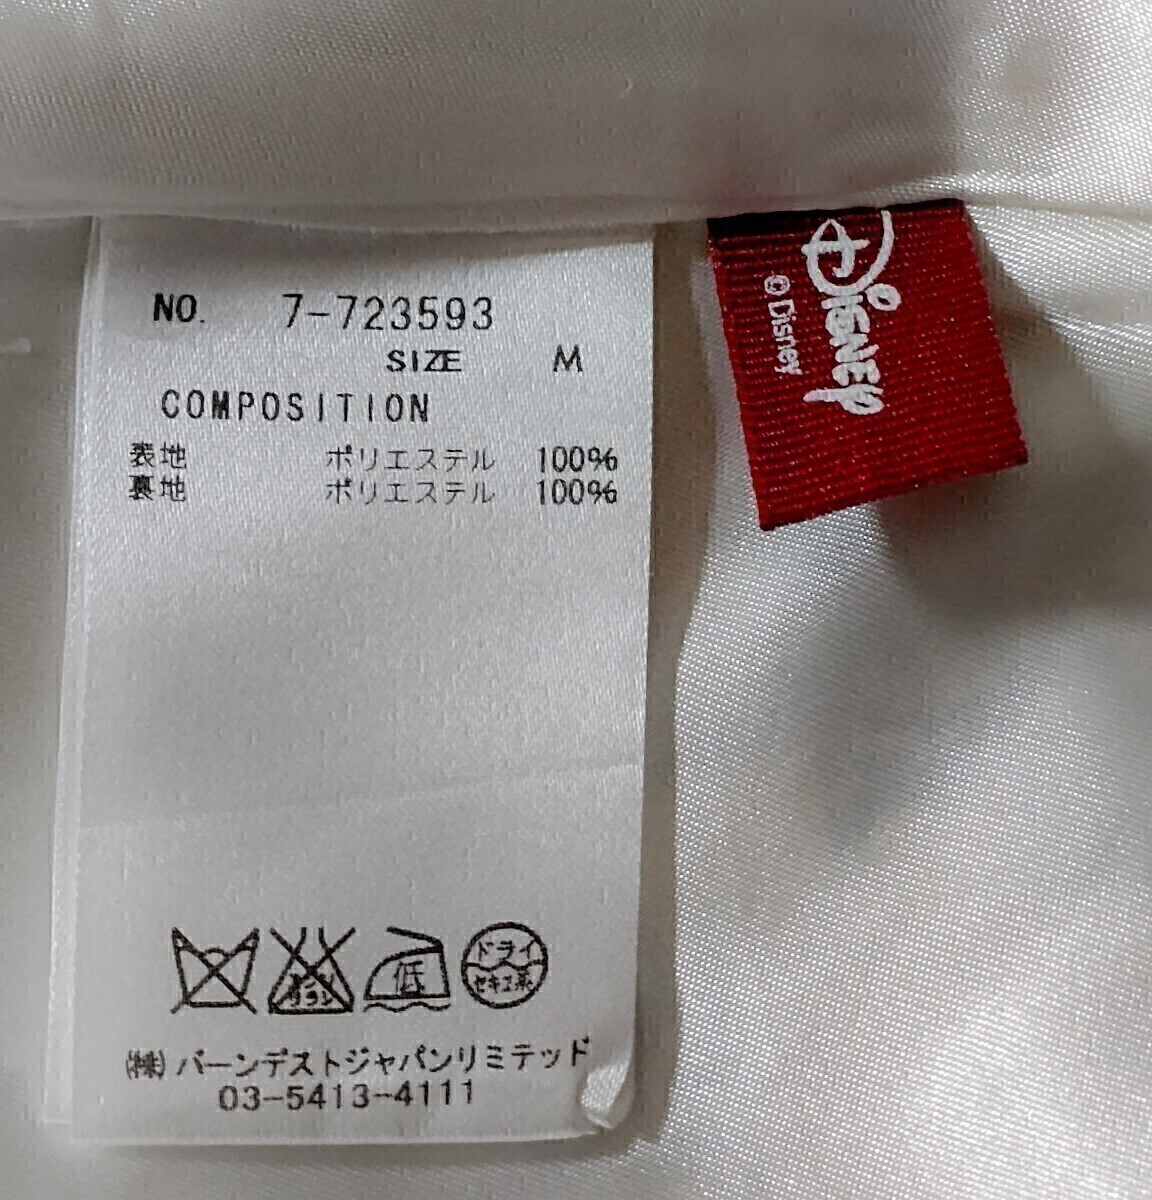 NO. 7-723593
SIZE M
COMPOSITION
表地 ポリエステル 100%
裏地 ポリエステル 100%
低
ドライ
セキユ系
㈱バーンデストジャパンリミテッド
03-5413-4111
Disney
© Disney